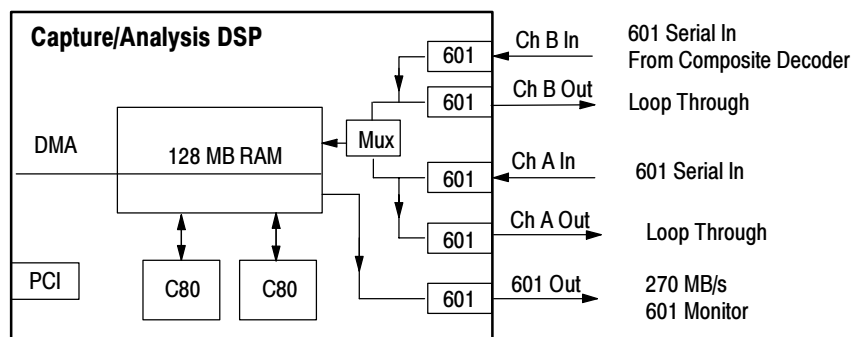 Capture/Analysis DSP
601
Ch B In
601 Serial In
From Composite Decoder
601
Ch B Out
Loop Through
DMA
128 MB RAM
Mux
601
Ch A In
601 Serial In
601
Ch A Out
Loop Through
PCI
C80
C80
601
601 Out
270 MB/s
601 Monitor